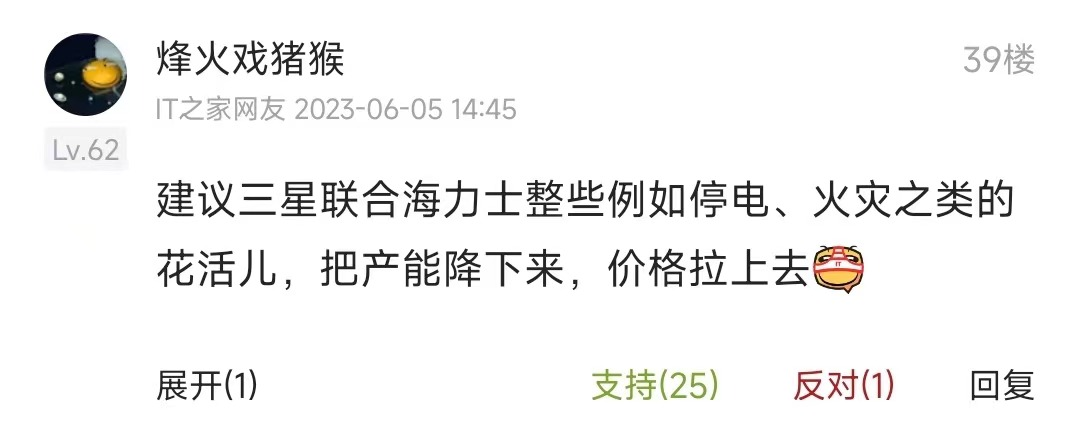 烽火戏猪猴
39楼
IT之家网友 2023-06-05 14:45
Lv.62
建议三星联合海力士整些例如停电、火灾之类的
花活儿，把产能降下来，价格拉上去
展开(1) 支持(25) 反对(1) 回复